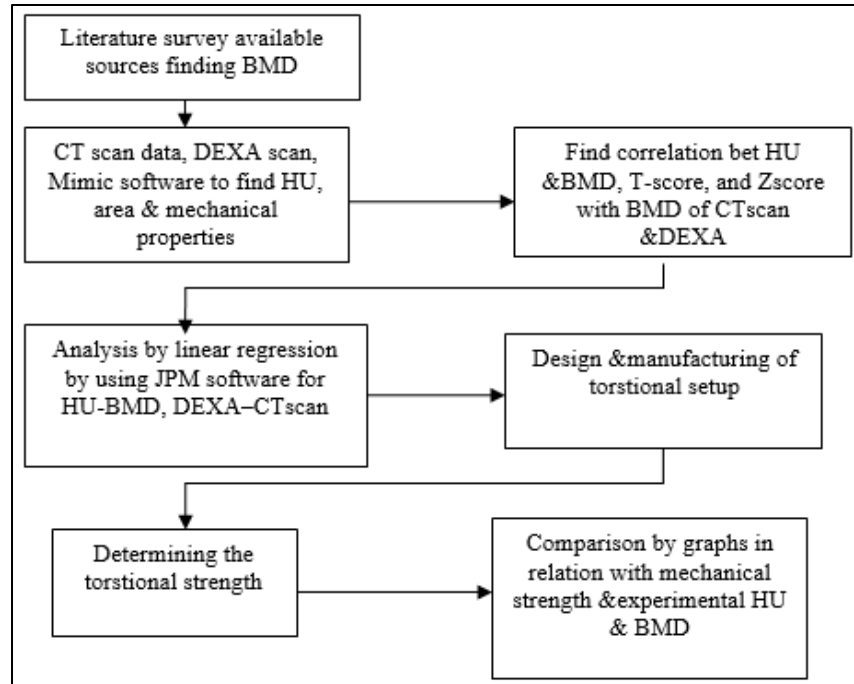 Literature survey available
sources finding BMD
CT scan data, DEXA scan,
Mimic software to find HU,
area & mechanical
properties
Find correlation bet HU
&BMD, T-score, and Zscore
with BMD of CTscan
&DEXA
Analysis by linear regression
by using JPM software for
HU-BMD, DEXA–CTscan
Design &manufacturing of
torstional setup
Determining the
torstional strength
Comparison by graphs in
relation with mechanical
strength &experimental HU
& BMD